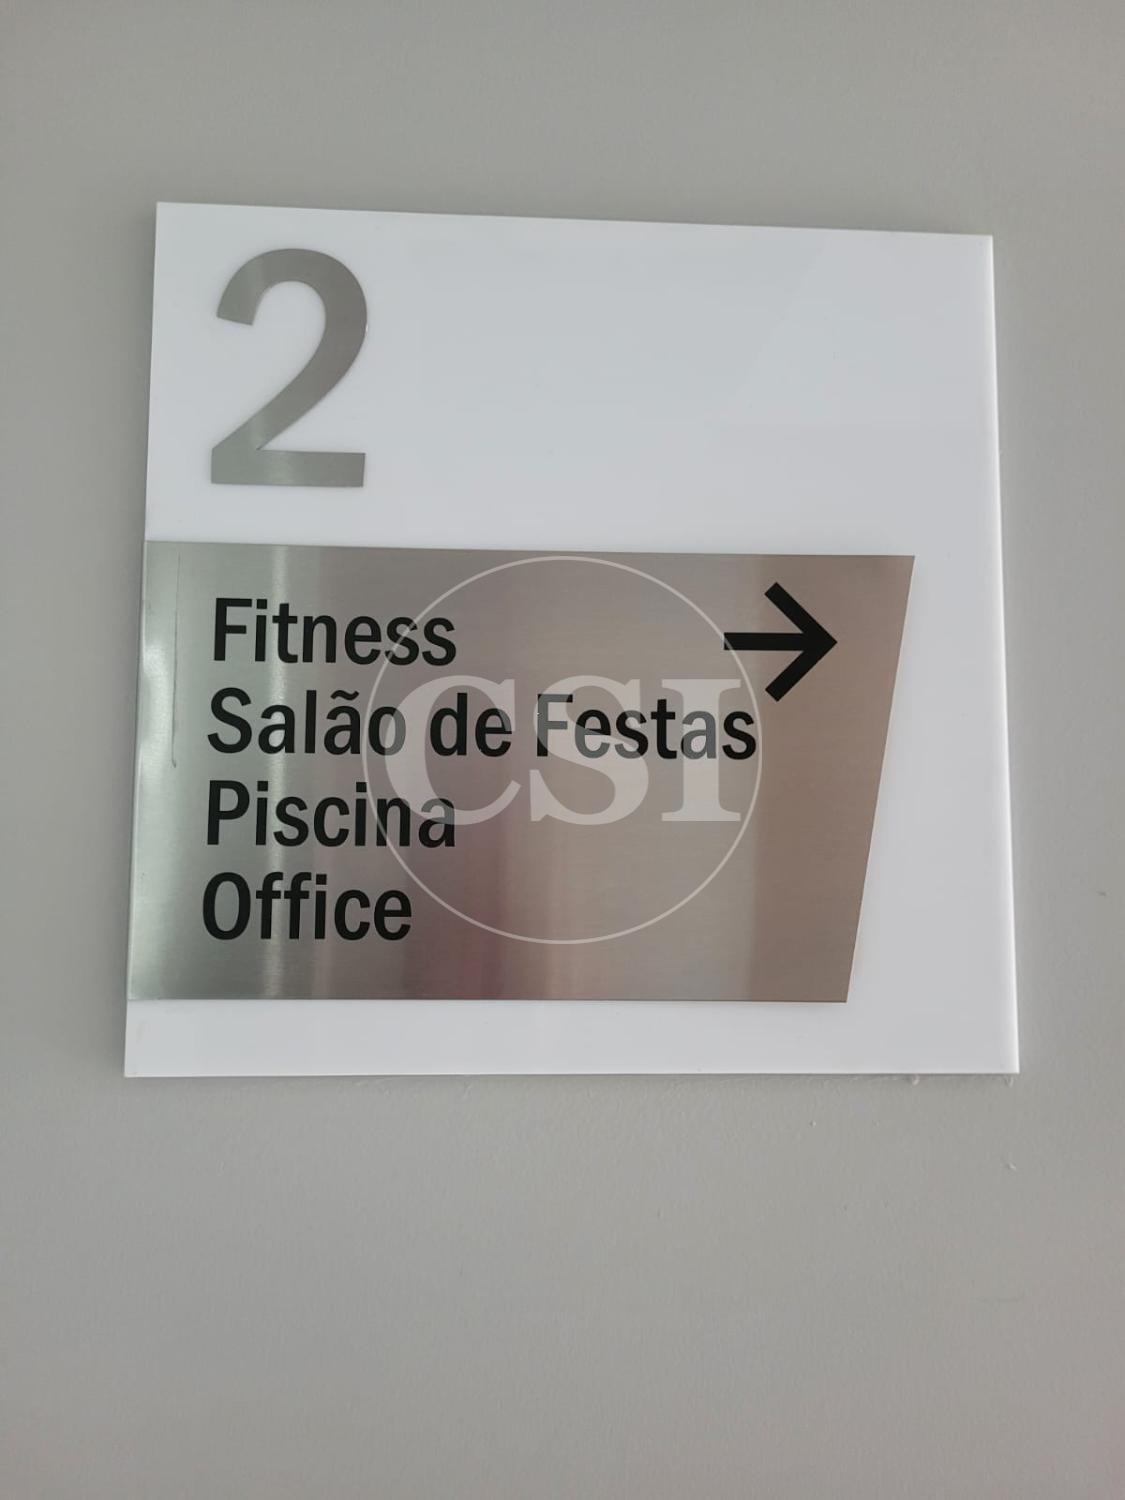 2
Fitness →
Salão de Festas
Piscina
Office
CSI